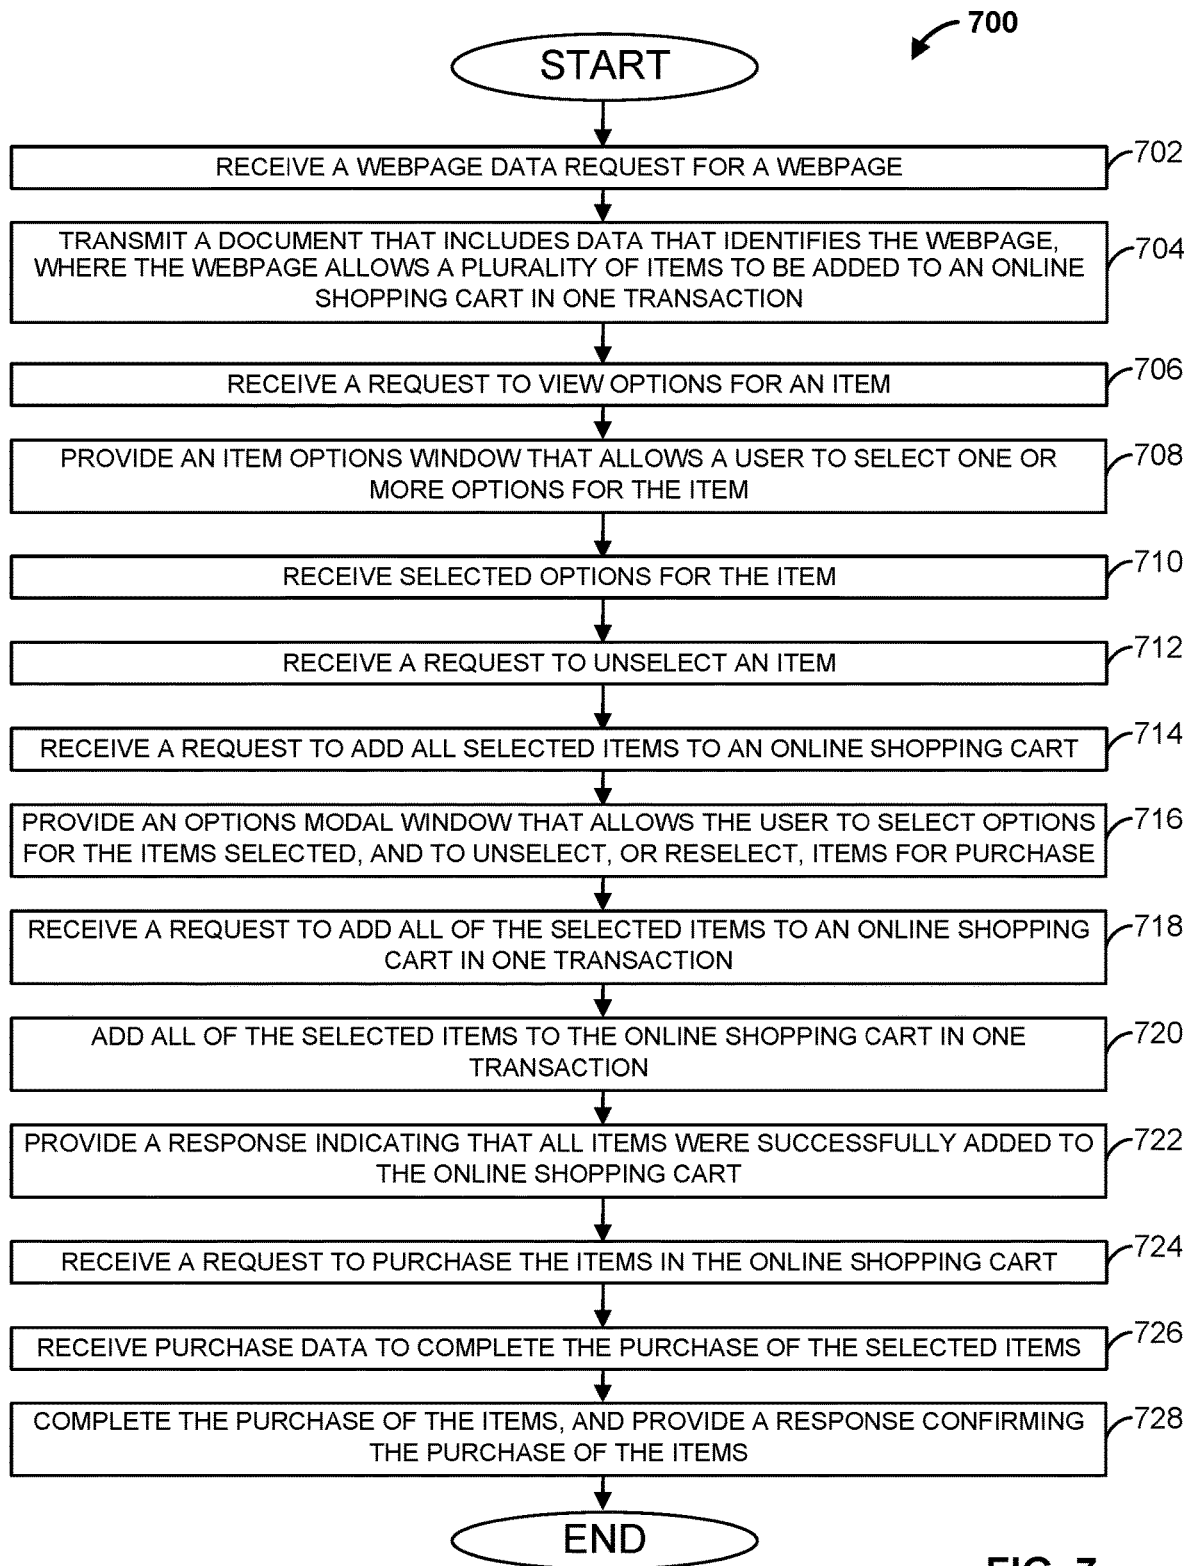 700
START
RECEIVE A WEBPAGE DATA REQUEST FOR A WEBPAGE
702
TRANSMIT A DOCUMENT THAT INCLUDES DATA THAT IDENTIFIES THE WEBPAGE,
WHERE THE WEBPAGE ALLOWS A PLURALITY OF ITEMS TO BE ADDED TO AN ONLINE
SHOPPING CART IN ONE TRANSACTION
704
RECEIVE A REQUEST TO VIEW OPTIONS FOR AN ITEM
706
PROVIDE AN ITEM OPTIONS WINDOW THAT ALLOWS A USER TO SELECT ONE OR
MORE OPTIONS FOR THE ITEM
708
RECEIVE SELECTED OPTIONS FOR THE ITEM
710
RECEIVE A REQUEST TO UNSELECT AN ITEM
712
RECEIVE A REQUEST TO ADD ALL SELECTED ITEMS TO AN ONLINE SHOPPING CART
714
PROVIDE AN OPTIONS MODAL WINDOW THAT ALLOWS THE USER TO SELECT OPTIONS
FOR THE ITEMS SELECTED, AND TO UNSELECT, OR RESELECT, ITEMS FOR PURCHASE
716
RECEIVE A REQUEST TO ADD ALL OF THE SELECTED ITEMS TO AN ONLINE SHOPPING
CART IN ONE TRANSACTION
718
ADD ALL OF THE SELECTED ITEMS TO THE ONLINE SHOPPING CART IN ONE
TRANSACTION
720
PROVIDE A RESPONSE INDICATING THAT ALL ITEMS WERE SUCCESSFULLY ADDED TO
THE ONLINE SHOPPING CART
722
RECEIVE A REQUEST TO PURCHASE THE ITEMS IN THE ONLINE SHOPPING CART
724
RECEIVE PURCHASE DATA TO COMPLETE THE PURCHASE OF THE SELECTED ITEMS
726
COMPLETE THE PURCHASE OF THE ITEMS, AND PROVIDE A RESPONSE CONFIRMING
THE PURCHASE OF THE ITEMS
728
END
FIG. 7